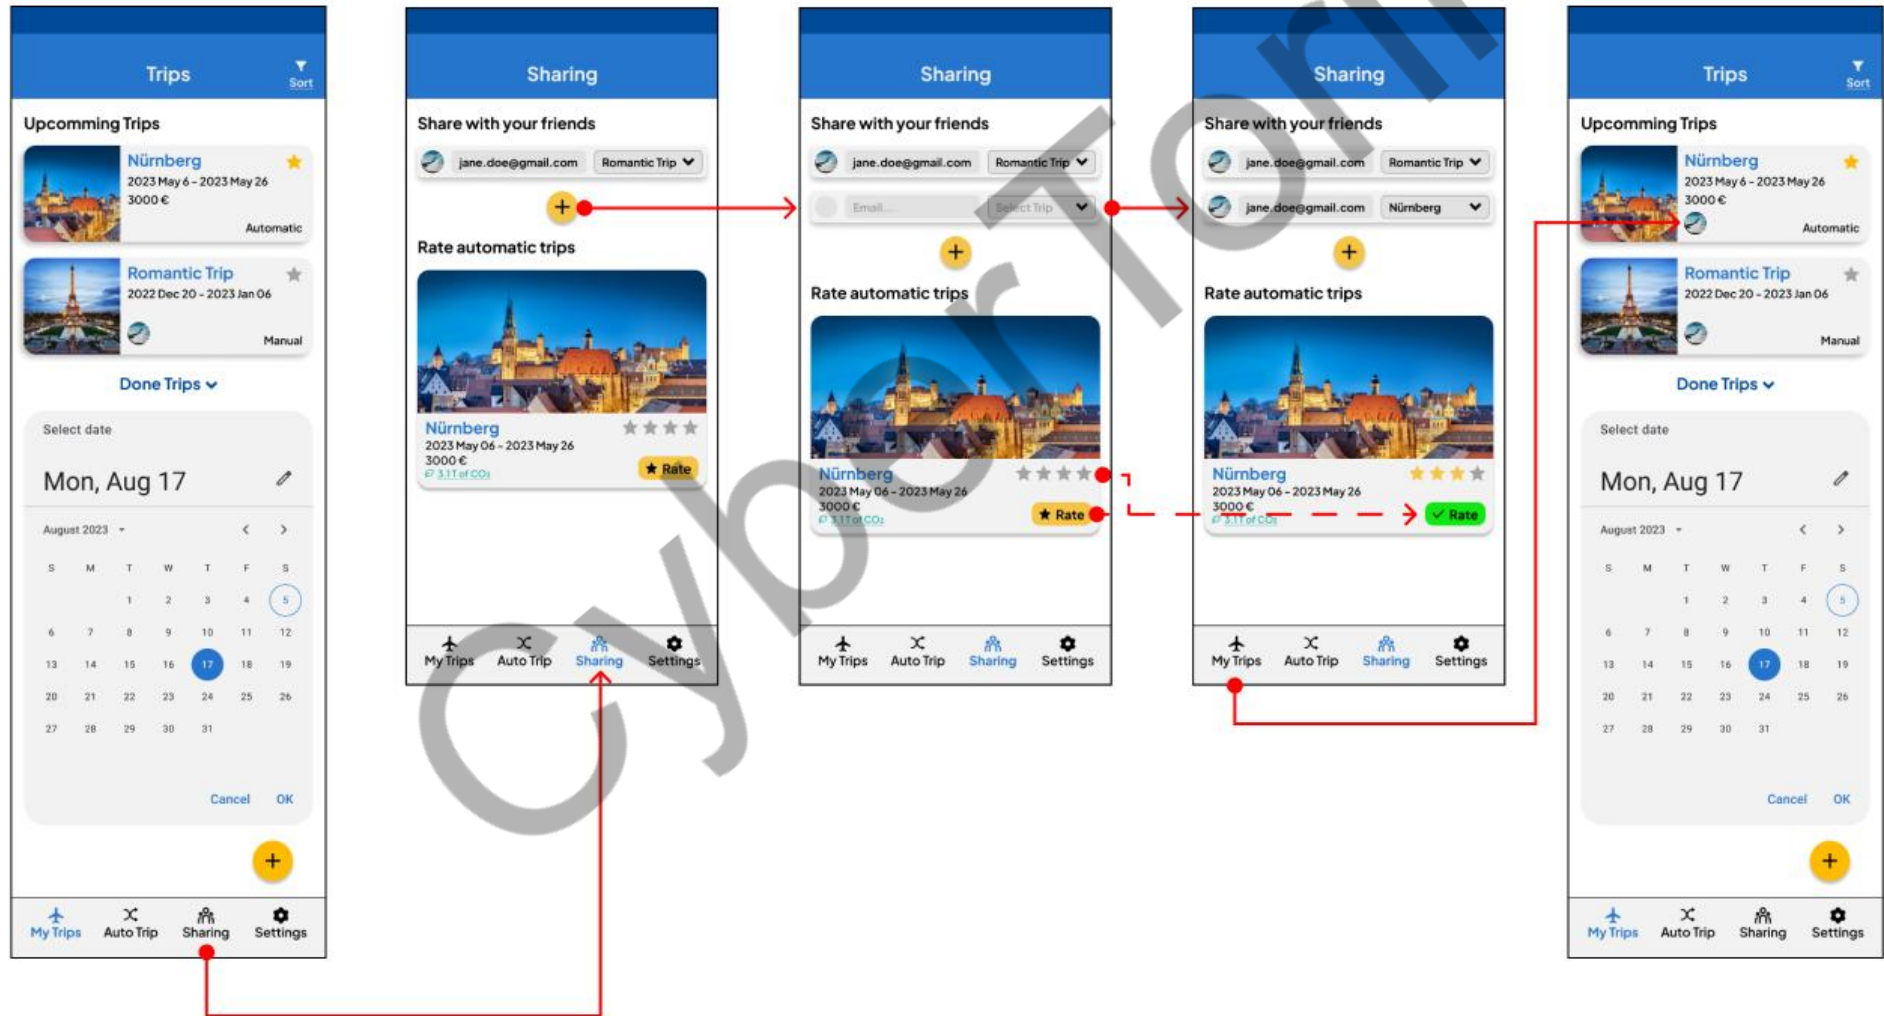 Trips
Sort
Upcomming Trips
Nürnberg
2023 May 6 - 2023 May 26
3000 €
Automatic
Romantic Trip
2022 Dec 20 - 2023 Jan 06
Manual
Done Trips
Select date
Mon, Aug 17
August 2023
S M T W T F S
1 2 3 4 5
6 7 8 9 10 11 12
13 14 15 16 17 18 19
20 21 22 23 24 25 26
27 28 29 30 31
Cancel OK
+
My Trips Auto Trip Sharing Settings
Sharing
Share with your friends
jane.doe@gmail.com Romantic Trip
+
Rate automatic trips
Nürnberg
2023 May 06 - 2023 May 26
3000 €
3.1 T of CO₂
Rate
My Trips Auto Trip Sharing Settings
Sharing
Share with your friends
jane.doe@gmail.com Romantic Trip
Email... Select Trip
+
Rate automatic trips
Nürnberg
2023 May 06 - 2023 May 26
3000 €
3.1 T of CO₂
Rate
My Trips Auto Trip Sharing Settings
Sharing
Share with your friends
jane.doe@gmail.com Romantic Trip
jane.doe@gmail.com Nürnberg
+
Rate automatic trips
Nürnberg
2023 May 06 - 2023 May 26
3000 €
3.1 T of CO₂
Rate
My Trips Auto Trip Sharing Settings
Trips
Sort
Upcomming Trips
Nürnberg
2023 May 6 - 2023 May 26
3000 €
Automatic
Romantic Trip
2022 Dec 20 - 2023 Jan 06
Manual
Done Trips
Select date
Mon, Aug 17
August 2023
S M T W T F S
1 2 3 4 5
6 7 8 9 10 11 12
13 14 15 16 17 18 19
20 21 22 23 24 25 26
27 28 29 30 31
Cancel OK
+
My Trips Auto Trip Sharing Settings